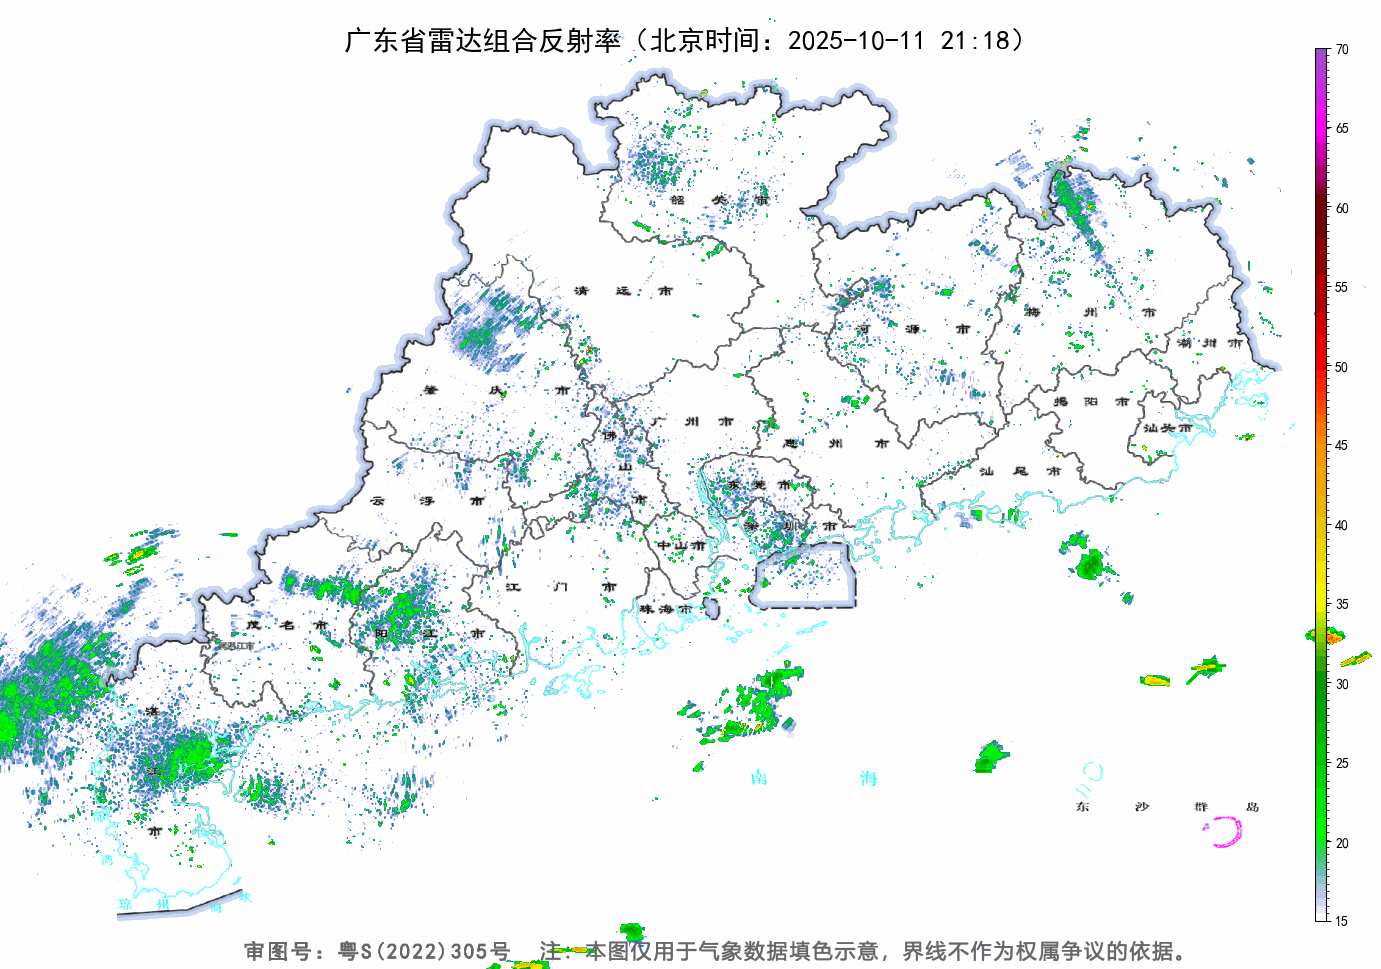 广东省雷达组合反射率（北京时间：2025-10-11 21:18）
70
65
60
55
50
45
40
35
30
25
20
15
韶关市
清远市
河源市
梅州市
潮州市
肇庆市
广州市
惠州市
揭阳市
汕头市
佛山市
东莞市
汕尾市
云浮市
深圳市
中山市
江门市
珠海市
茂名市
阳江市
湛江市
湛江市
南海
东沙群岛
湾
琼州海峡
审图号：粤S(2022)305号 注：本图仅用于气象数据填色示意，界线不作为权属争议的依据。